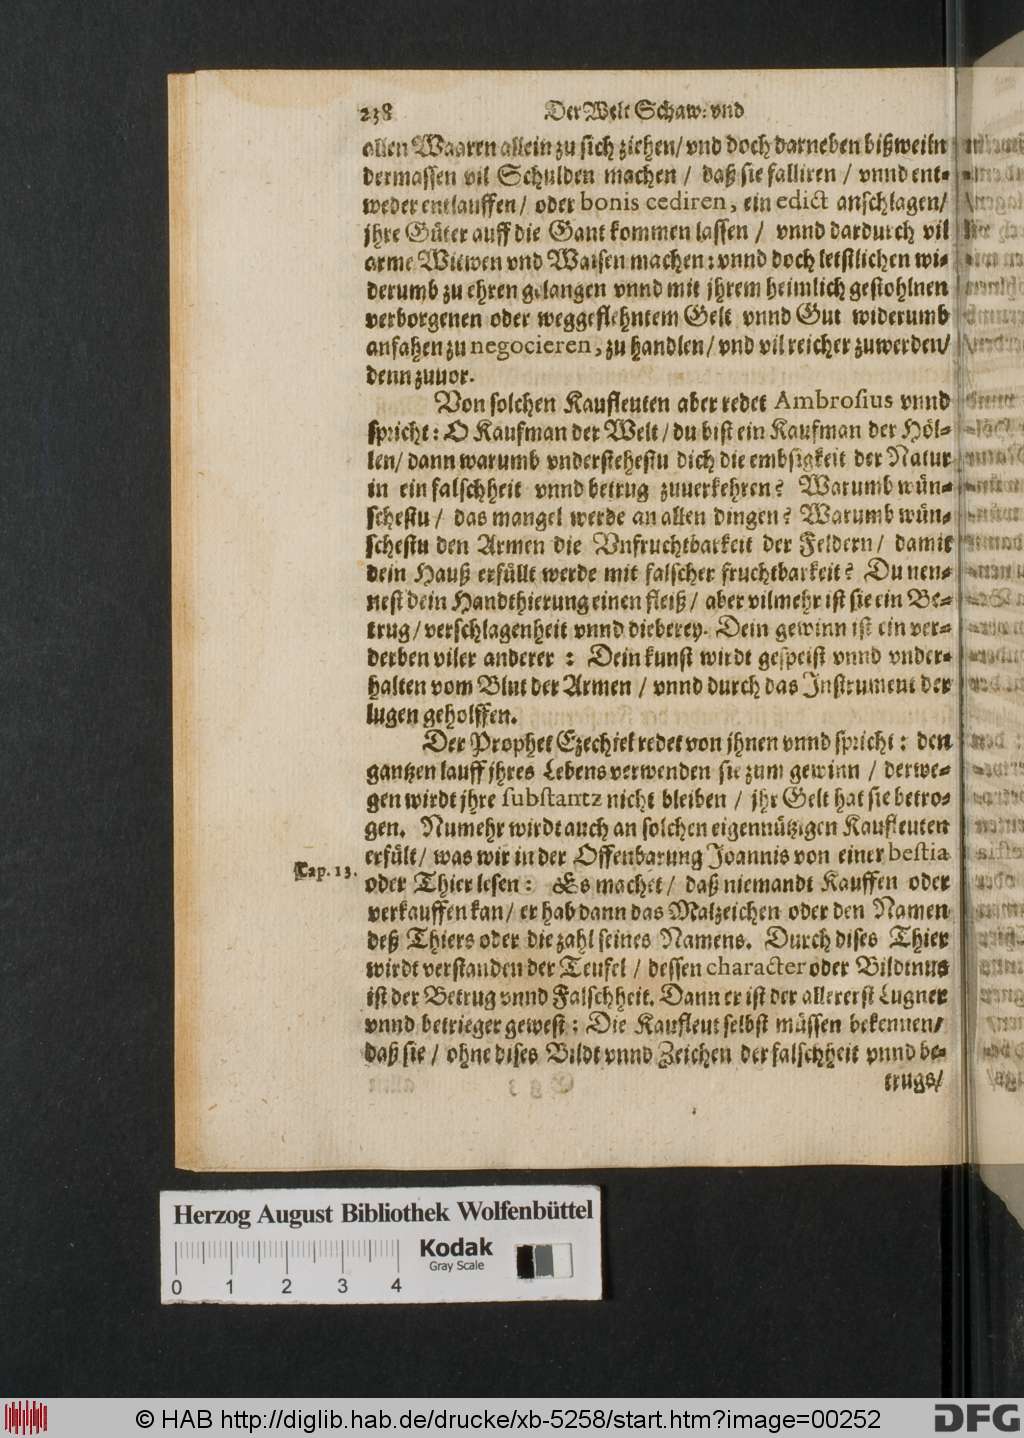 238 Der Welt Schaw: vnd
allen Waaren allein zu sich ziehen/ vnd doch darneben bißweiln
dermassen vil Schulden machen / daß sie falliren / vnnd ent-
weder entlauffen/ oder bonis cediren, ein edict anschlagen/
jhre Güter auff die Gant kommen lassen / vnnd dardurch vil
arme Witwen vnd Waisen machen: vnnd doch letstlichen wi-
derumb zu ehren gelangen vnnd mit jhrem heimlich gestohlnen
verborgenen oder weggeflehntem Gelt vnnd Gut widerumb
anfahen zu negocieren, zu handlen/ vnd vil reicher zuwerden/
denn zuuor.
Von solchen Kaufleuten aber redet Ambrosius vnnd
spricht: O Kaufman der Welt/ du bist ein Kaufman der Höl-
len/ dann warumb vnderstehestu dich die embsigkeit der Natur
in ein falschheit vnnd betrug zuuerkehren? Warumb wün-
schestu / das mangel werde an allen dingen? Warumb wün-
schestu den Armen die Vnfruchtbarkeit der Feldern/ damit
dein Hauß erfüllt werde mit falscher fruchtbarkeit? Du nen-
nest dein Handthierung einen fleiß/ aber vilmehr ist sie ein Be-
trug/ verschlagenheit vnnd dieberey. Dein gewinn ist ein ver-
derben viler anderer : Dein kunst wirdt gespeist vnnd vnder-
halten vom Blut der Armen / vnnd durch das Instrument der
lugen geholffen.
Der Prophet Ezechiel redet von jhnen vnnd spricht: den
gantzen lauff jhres Lebens verwenden sie zum gewinn / derwe-
gen wirdt jhre substantz nicht bleiben / jhr Gelt hat sie betro-
gen. Numehr wirdt auch an solchen eigennützigen Kaufleuten
erfült/ was wir in der Offenbarung Joannis von einer bestia
Cap. 13. oder Thier lesen: Es machet/ daß niemandt Kauffen oder
verkauffen kan/ er hab dann das Malzeichen oder den Namen
deß Thiers oder die zahl seines Namens. Durch dises Thier
wirdt verstanden der Teufel / dessen character oder Bildtnus
ist der Betrug vnnd Falschheit. Dann er ist der allererst Lugner
vnnd betrieger gewest: Die Kaufleut selbst müssen bekennen/
daß sie / ohne dises Bildt vnnd Zeichen der falschheit vnnd be-
trugs/
Herzog August Bibliothek Wolfenbüttel
Kodak
Gray Scale
0 1 2 3 4
© HAB http://diglib.hab.de/drucke/xb-5258/start.htm?image=00252
DFG